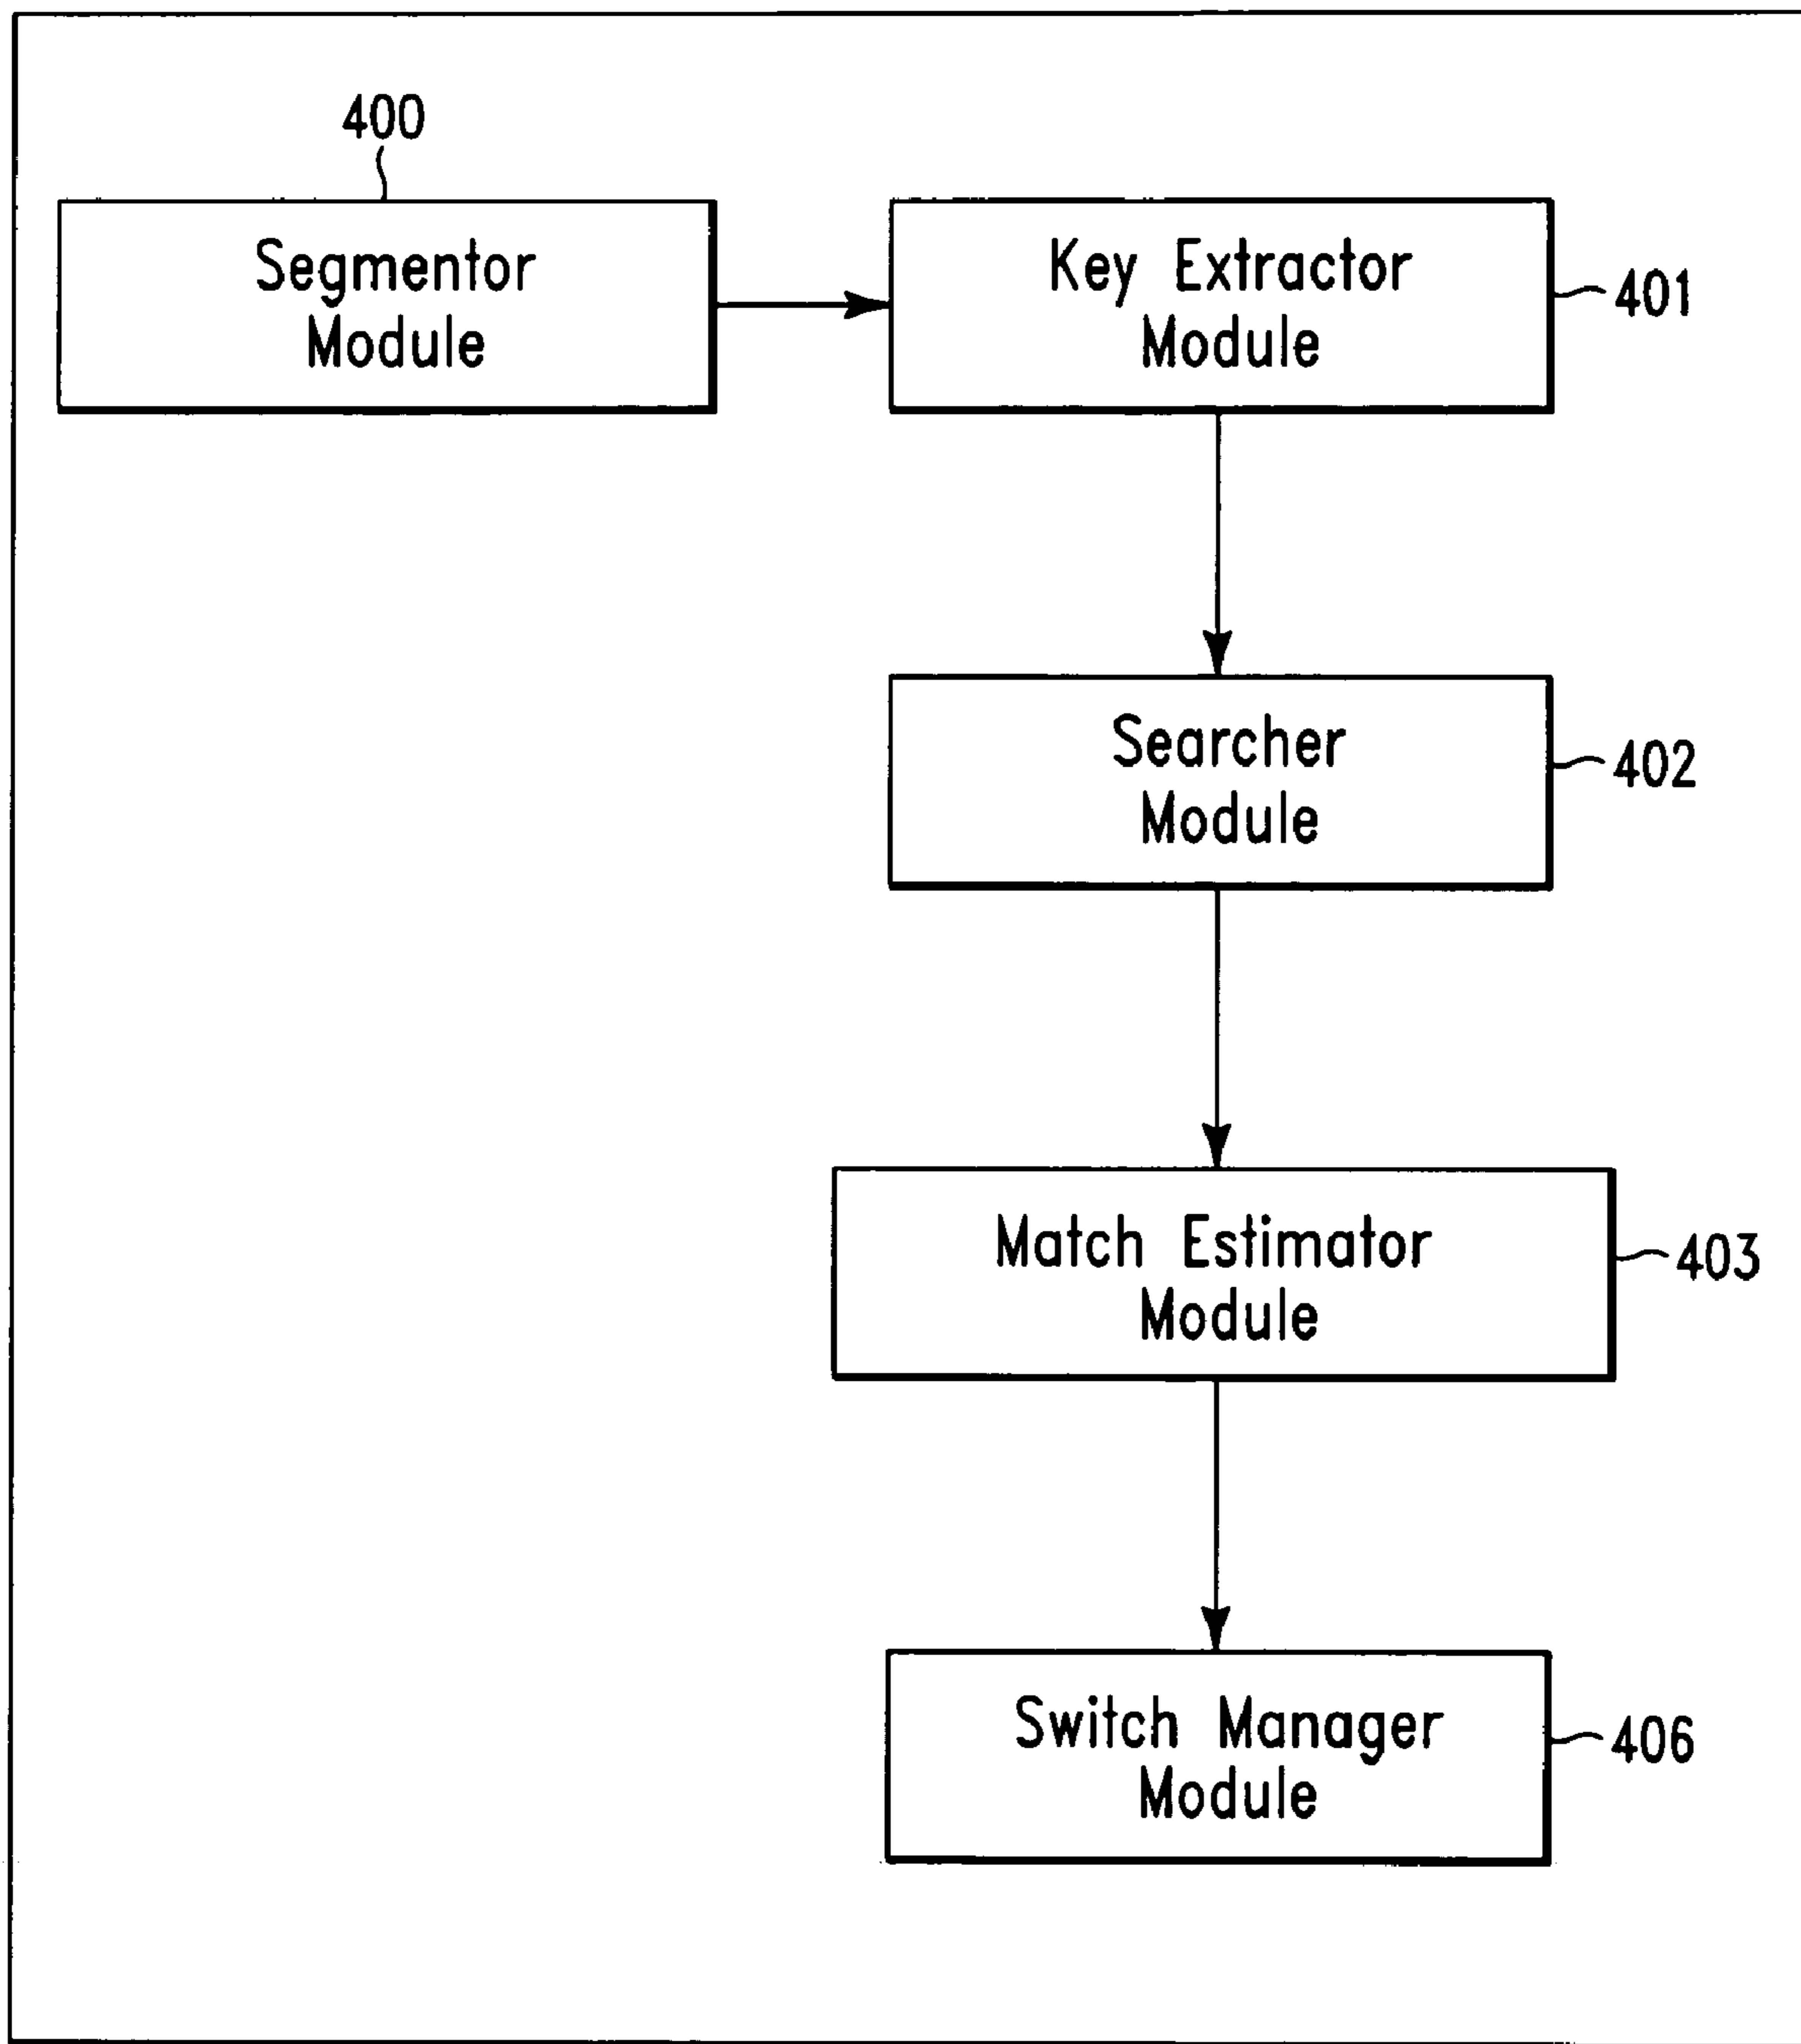 400
Segmentor
Module
Key Extractor
Module
401
Searcher
Module
402
Match Estimator
Module
403
Switch Manager
Module
406